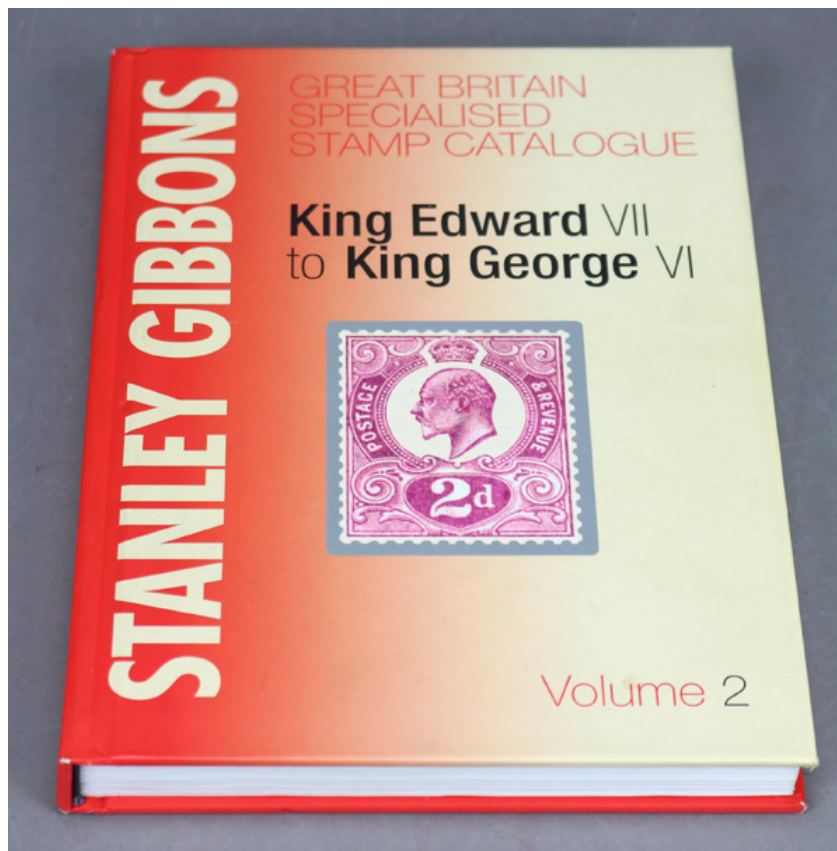 STANLEY GIBBONS
GREAT BRITAIN
SPECIALISED
STAMP CATALOGUE
King Edward VII
to King George VI
POSTAGE
& REVENUE
2d
Volume 2